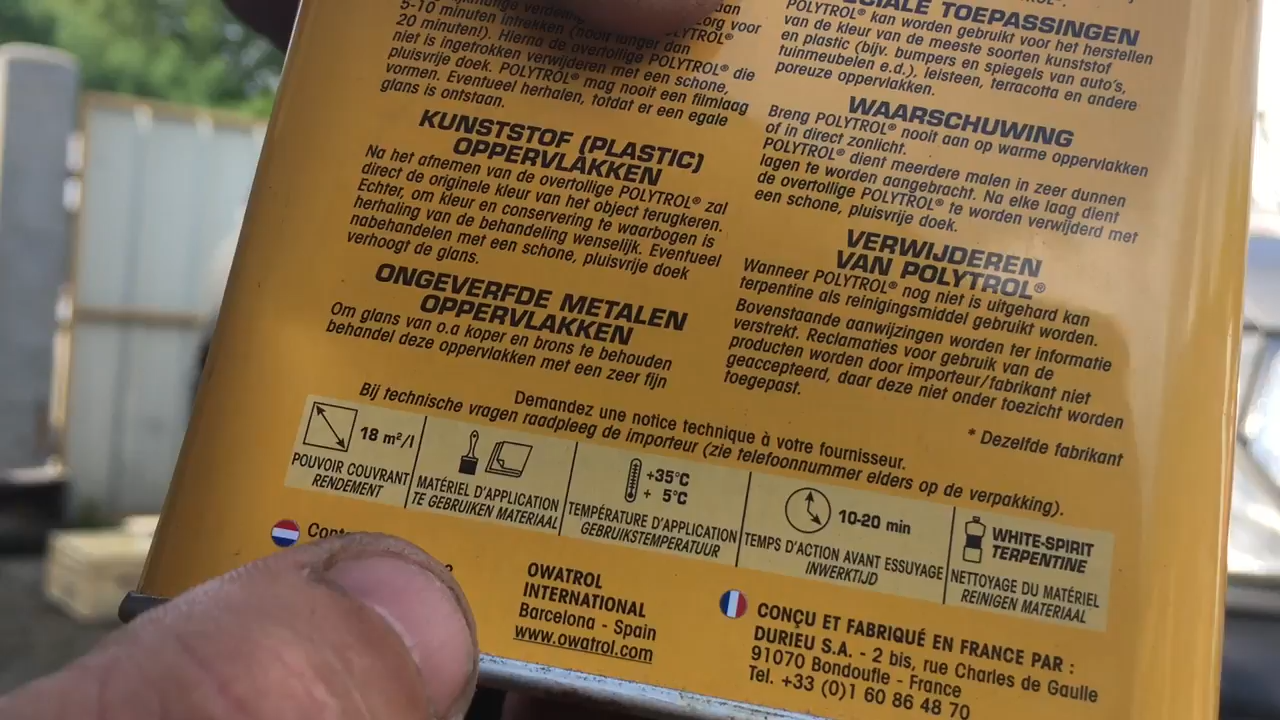 5-10 minuten intrekken (nooit langer dan
20 minuten!). Hierna de overtollige POLYTROL® die
niet is ingetrokken verwijderen met een schone,
pluisvrije doek. POLYTROL® mag nooit een filmlaag
vormen. Eventueel herhalen, totdat er een egale
glans is ontstaan.
KUNSTSTOF (PLASTIC)
OPPERVLAKKEN
Na het afnemen van de overtollige POLYTROL® zal
direct de originele kleur van het object terugkeren.
Echter, om kleur en conservering te waarbogen is
herhaling van de behandeling wenselijk. Eventueel
nabehandelen met een schone, pluisvrije doek
verhoogt de glans.
ONGEVERFDE METALEN
OPPERVLAKKEN
Om glans van o.a koper en brons te behouden
behandel deze oppervlakken met een zeer fijn
TOEPASSINGEN
POLYTROL® kan worden gebruikt voor het herstellen
van de kleur van de meeste soorten kunststof
en plastic (bijv. bumpers en spiegels van auto's,
tuinmeubelen e.d.), leisteen, terracotta en andere
poreuze oppervlakken.
WAARSCHUWING
Breng POLYTROL® nooit aan op warme oppervlakken
of in direct zonlicht.
POLYTROL® dient meerdere malen in zeer dunnen
lagen te worden aangebracht. Na elke laag dient
de overtollige POLYTROL® te worden verwijderd met
een schone, pluisvrije doek.
VERWIJDEREN
VAN POLYTROL®
Wanneer POLYTROL® nog niet is uitgehard kan
terpentine als reinigingsmiddel gebruikt worden.
Bovenstaande aanwijzingen worden ter informatie
verstrekt. Reclamaties voor gebruik van de
producten worden door importeur/fabrikant niet
geaccepteerd, daar deze niet onder toezicht worden
toegepast.
* Dezelfde fabrikant
Demandez une notice technique à votre fournisseur.
Bij technische vragen raadpleeg de importeur (zie telefoonnummer elders op de verpakking).
18 m²/l
POUVOIR COUVRANT
RENDEMENT
MATÉRIEL D'APPLICATION
TE GEBRUIKEN MATERIAAL
+35°C
+ 5°C
TEMPÉRATURE D'APPLICATION
GEBRUIKSTEMPERATUUR
10-20 min
TEMPS D'ACTION AVANT ESSUYAGE
INWERKTIJD
WHITE-SPIRIT
TERPENTINE
NETTOYAGE DU MATÉRIEL
REINIGEN MATERIAAL
OWATROL
INTERNATIONAL
Barcelona - Spain
www.owatrol.com
CONÇU ET FABRIQUÉ EN FRANCE PAR :
DURIEU S.A. - 2 bis, rue Charles de Gaulle
91070 Bondoufle - France
Tel. +33 (0)1 60 86 48 70